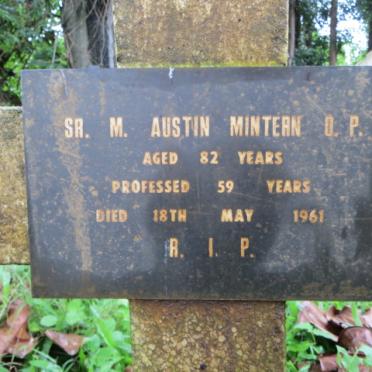 SR. M. AUSTIN MINTERN O.P.
AGED 82 YEARS
PROFESSED 59 YEARS
DIED 18TH MAY 1961
R. I. P.